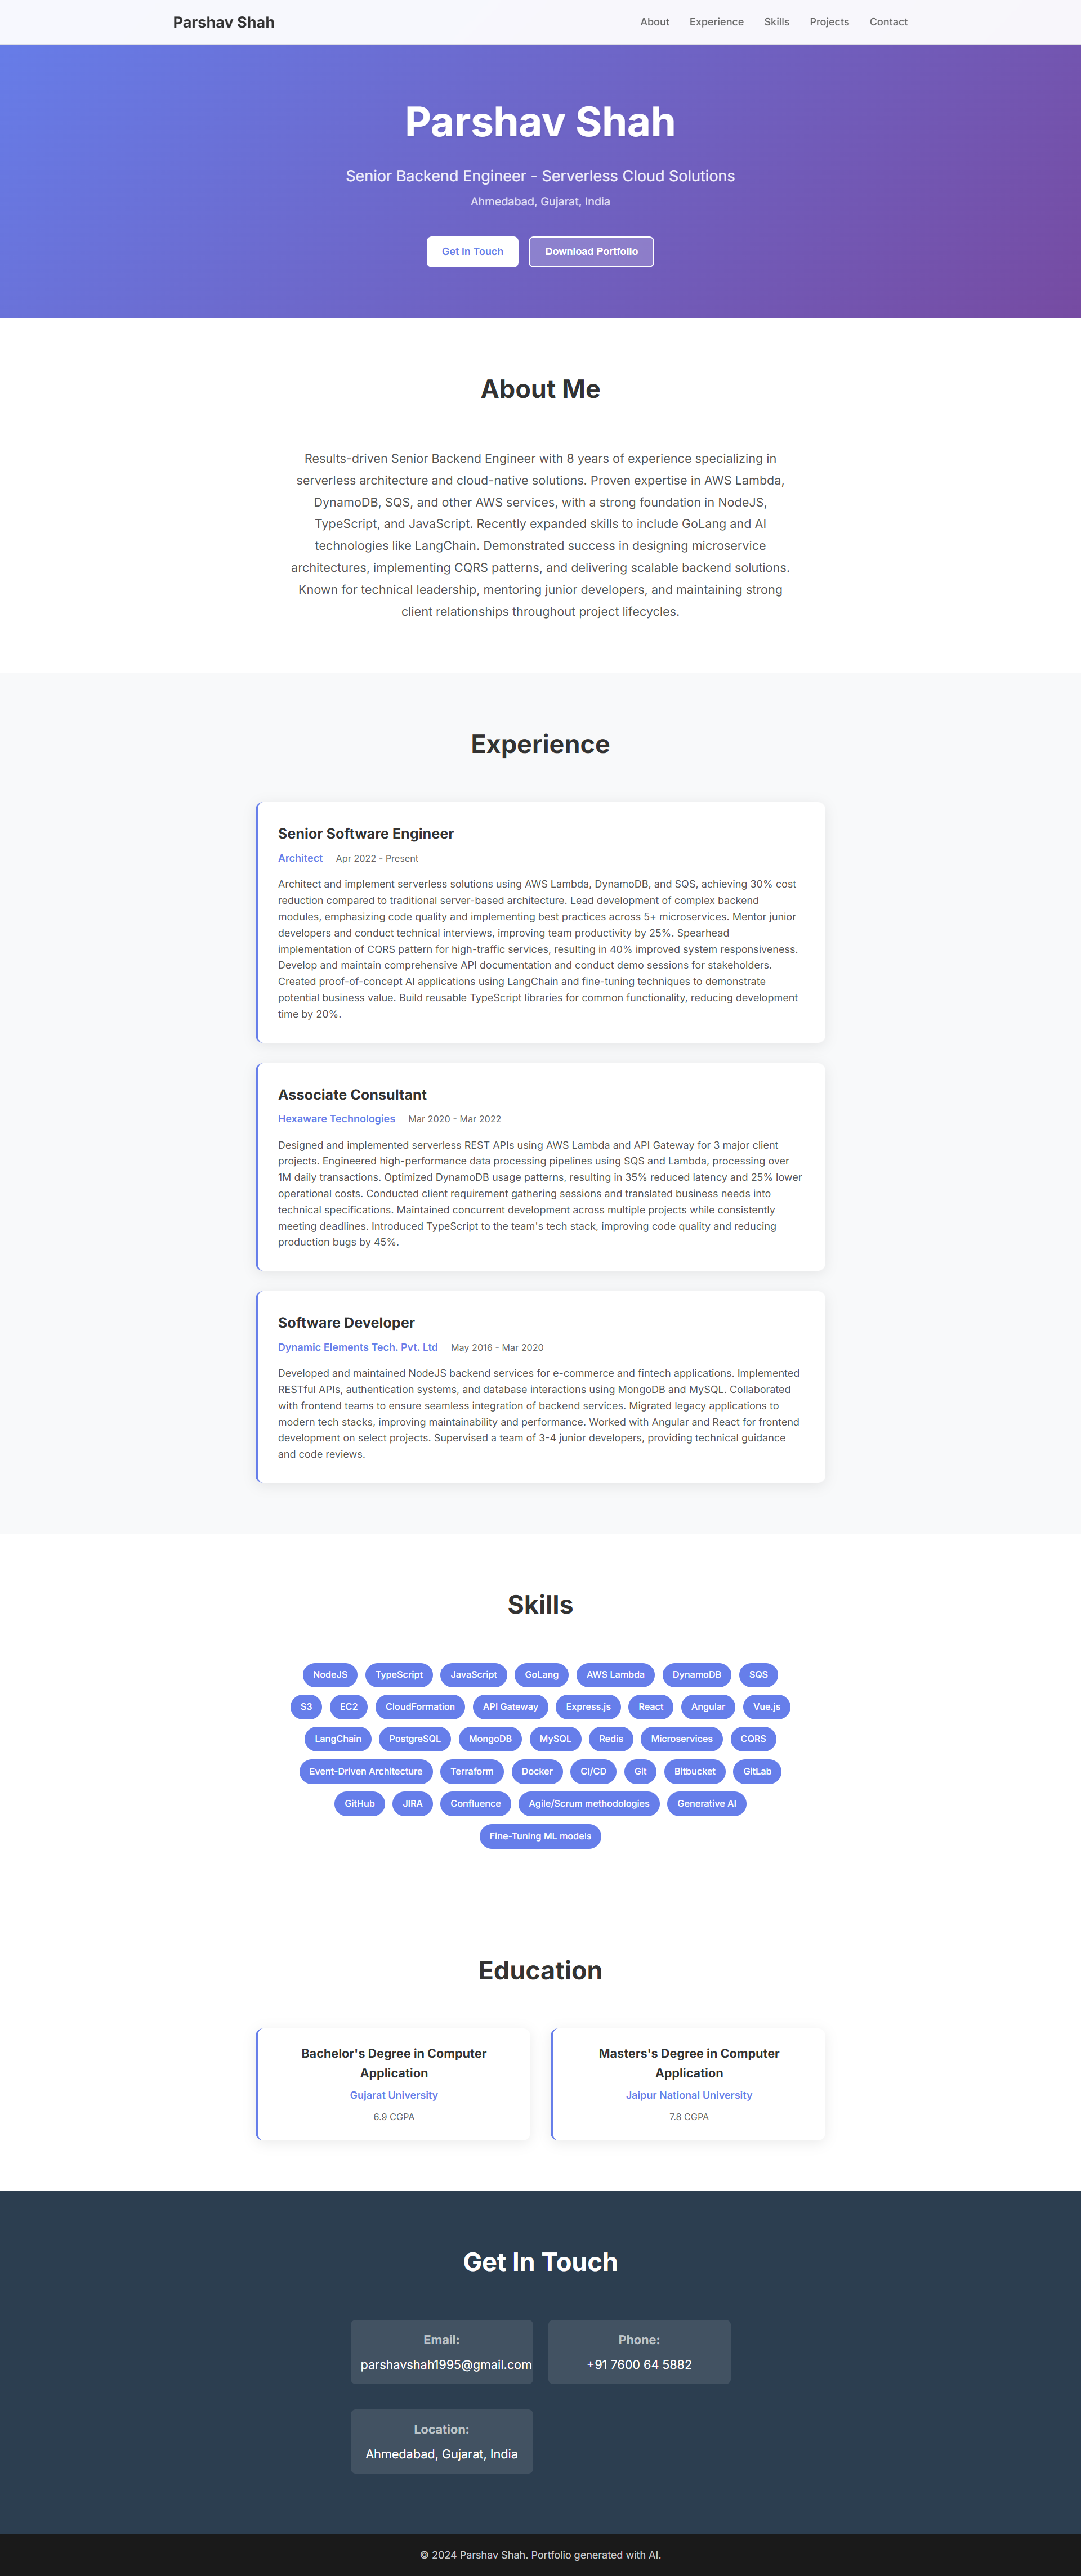 Parshav Shah
About Experience Skills Projects Contact
Parshav Shah
Senior Backend Engineer - Serverless Cloud Solutions
Ahmedabad, Gujarat, India
Get In Touch Download Portfolio
About Me
Results-driven Senior Backend Engineer with 8 years of experience specializing in
serverless architecture and cloud-native solutions. Proven expertise in AWS Lambda,
DynamoDB, SQS, and other AWS services, with a strong foundation in NodeJS,
TypeScript, and JavaScript. Recently expanded skills to include GoLang and AI
technologies like LangChain. Demonstrated success in designing microservice
architectures, implementing CQRS patterns, and delivering scalable backend solutions.
Known for technical leadership, mentoring junior developers, and maintaining strong
client relationships throughout project lifecycles.
Experience
Senior Software Engineer
Architect Apr 2022 - Present
Architect and implement serverless solutions using AWS Lambda, DynamoDB, and SQS, achieving 30% cost
reduction compared to traditional server-based architecture. Lead development of complex backend
modules, emphasizing code quality and implementing best practices across 5+ microservices. Mentor junior
developers and conduct technical interviews, improving team productivity by 25%. Spearhead
implementation of CQRS pattern for high-traffic services, resulting in 40% improved system responsiveness.
Develop and maintain comprehensive API documentation and conduct demo sessions for stakeholders.
Created proof-of-concept AI applications using LangChain and fine-tuning techniques to demonstrate
potential business value. Build reusable TypeScript libraries for common functionality, reducing development
time by 20%.
Associate Consultant
Hexaware Technologies Mar 2020 - Mar 2022
Designed and implemented serverless REST APIs using AWS Lambda and API Gateway for 3 major client
projects. Engineered high-performance data processing pipelines using SQS and Lambda, processing over
1M daily transactions. Optimized DynamoDB usage patterns, resulting in 35% reduced latency and 25% lower
operational costs. Conducted client requirement gathering sessions and translated business needs into
technical specifications. Maintained concurrent development across multiple projects while consistently
meeting deadlines. Introduced TypeScript to the team's tech stack, improving code quality and reducing
production bugs by 45%.
Software Developer
Dynamic Elements Tech. Pvt. Ltd May 2016 - Mar 2020
Developed and maintained NodeJS backend services for e-commerce and fintech applications. Implemented
RESTful APIs, authentication systems, and database interactions using MongoDB and MySQL. Collaborated
with frontend teams to ensure seamless integration of backend services. Migrated legacy applications to
modern tech stacks, improving maintainability and performance. Worked with Angular and React for frontend
development on select projects. Supervised a team of 3-4 junior developers, providing technical guidance
and code reviews.
Skills
NodeJS TypeScript JavaScript GoLang AWS Lambda DynamoDB SQS
S3 EC2 CloudFormation API Gateway Express.js React Angular Vue.js
LangChain PostgreSQL MongoDB MySQL Redis Microservices CQRS
Event-Driven Architecture Terraform Docker CI/CD Git Bitbucket GitLab
GitHub JIRA Confluence Agile/Scrum methodologies Generative AI
Fine-Tuning ML models
Education
Bachelor's Degree in Computer
Application
Gujarat University
6.9 CGPA
Masters's Degree in Computer
Application
Jaipur National University
7.8 CGPA
Get In Touch
Email:
parshavshah1995@gmail.com
Phone:
+91 7600 64 5882
Location:
Ahmedabad, Gujarat, India
© 2024 Parshav Shah. Portfolio generated with AI.